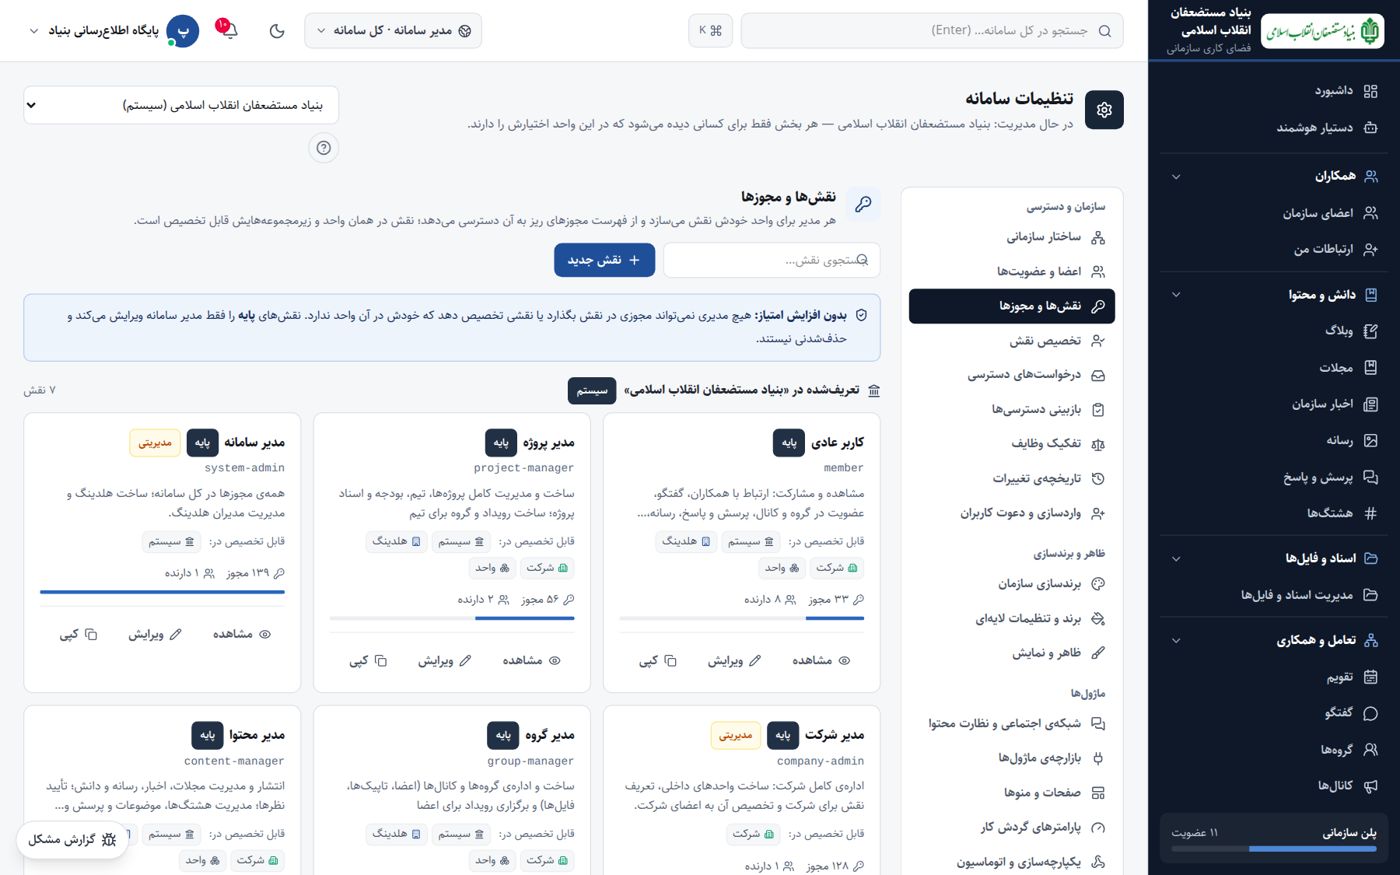 بنیاد مستضعفان
انقلاب اسلامی
فضای کاری سازمانی
بنیاد مستضعفان انقلاب اسلامی
داشبورد
دستیار هوشمند
همکاران
اعضای سازمان
ارتباطات من
دانش و محتوا
وبلاگ
مجلات
اخبار سازمان
رسانه
پرسش و پاسخ
هشتگ‌ها
اسناد و فایل‌ها
مدیریت اسناد و فایل‌ها
تعامل و همکاری
تقویم
گفتگو
گروه‌ها
کانال‌ها
پلن سازمانی
۱۱ عضویت
جستجو در کل سامانه... (Enter)
⌘ K
مدیر سامانه · کل سامانه
۱۰
پ
پایگاه اطلاع‌رسانی بنیاد
تنظیمات سامانه
در حال مدیریت: بنیاد مستضعفان انقلاب اسلامی — هر بخش فقط برای کسانی دیده می‌شود که در این واحد اختیارش را دارند.
بنیاد مستضعفان انقلاب اسلامی (سیستم)
سازمان و دسترسی
ساختار سازمانی
اعضا و عضویت‌ها
نقش‌ها و مجوزها
تخصیص نقش
درخواست‌های دسترسی
بازبینی دسترسی‌ها
تفکیک وظایف
تاریخچه‌ی تغییرات
واردسازی و دعوت کاربران
ظاهر و برندسازی
برندسازی سازمان
برند و تنظیمات لایه‌ای
ظاهر و نمایش
ماژول‌ها
شبکه‌ی اجتماعی و نظارت محتوا
بازارچه‌ی ماژول‌ها
صفحات و منوها
پارامترهای گردش کار
یکپارچه‌سازی و اتوماسیون
نقش‌ها و مجوزها
هر مدیر برای واحد خودش نقش می‌سازد و از فهرست مجوزهای ریز به آن دسترسی می‌دهد؛ نقش در همان واحد و زیرمجموعه‌هایش قابل تخصیص است.
جستجوی نقش...
نقش جدید
بدون افزایش امتیاز: هیچ مدیری نمی‌تواند مجوزی در نقش بگذارد یا نقشی تخصیص دهد که خودش در آن واحد ندارد. نقش‌های پایه را فقط مدیر سامانه ویرایش می‌کند و
حذف‌شدنی نیستند.
تعریف‌شده در «بنیاد مستضعفان انقلاب اسلامی» سیستم
۷ نقش
کاربر عادی پایه
member
مشاهده و مشارکت: ارتباط با همکاران، گفتگو،
عضویت در گروه و کانال، پرسش و پاسخ، رسانه،...
قابل تخصیص در: سیستم هلدینگ
شرکت واحد
۳۳ مجوز ۸ دارنده
مشاهده ویرایش کپی
مدیر پروژه پایه
project-manager
ساخت و مدیریت کامل پروژه‌ها، تیم، بودجه و اسناد
پروژه؛ ساخت رویداد و گروه برای تیم
قابل تخصیص در: سیستم هلدینگ
شرکت واحد
۵۶ مجوز ۲ دارنده
مشاهده ویرایش کپی
مدیر سامانه پایه مدیریتی
system-admin
همه‌ی مجوزها در کل سامانه؛ ساخت هلدینگ و
مدیریت مدیران هلدینگ.
قابل تخصیص در: سیستم
۱۳۹ مجوز ۱ دارنده
مشاهده ویرایش کپی
مدیر شرکت پایه مدیریتی
company-admin
اداره‌ی کامل شرکت: ساخت واحدهای داخلی، تعریف
نقش برای شرکت و تخصیص آن به اعضای شرکت.
قابل تخصیص در: شرکت
۱۲۸ مجوز ۱ دارنده
مدیر گروه پایه
group-manager
ساخت و اداره‌ی گروه‌ها و کانال‌ها (اعضا، تاپیک‌ها،
فایل‌ها) و برگزاری رویداد برای اعضا
قابل تخصیص در: سیستم هلدینگ
شرکت واحد
مدیر محتوا پایه
content-manager
انتشار و مدیریت مجلات، اخبار، رسانه و دانش؛ تأیید
نظرها؛ مدیریت هشتگ‌ها، موضوعات و پرسش و...
قابل تخصیص در: سیستم
شرکت واحد
گزارش مشکل